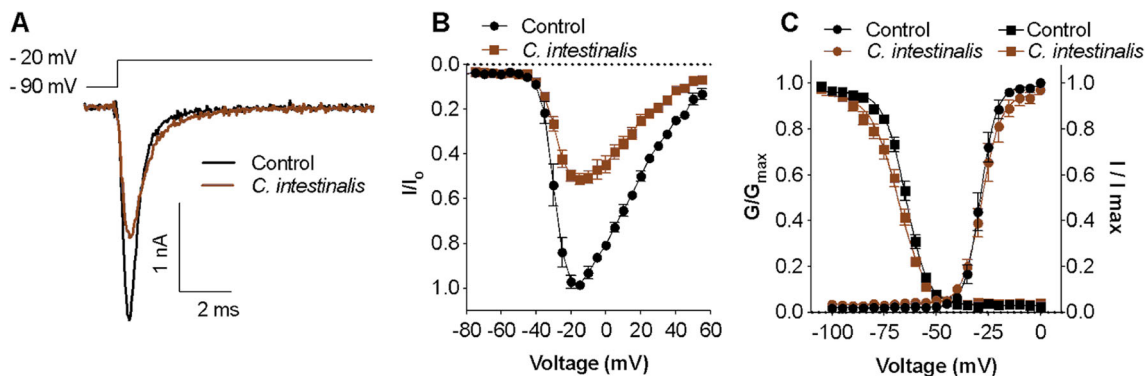 A
- 20 mV
- 90 mV
Control
C. intestinalis
1 nA
2 ms
B
Control
C. intestinalis
0.0
0.2
0.4
0.6
0.8
1.0
I/Io
-80 -60 -40 -20 0 20 40 60
Voltage (mV)
C
Control Control
C. intestinalis C. intestinalis
1.0
0.8
0.6
0.4
0.2
0.0
G/Gmax
1.0
0.8
0.6
0.4
0.2
0.0
I / I max
-100 -75 -50 -25 0
Voltage (mV)